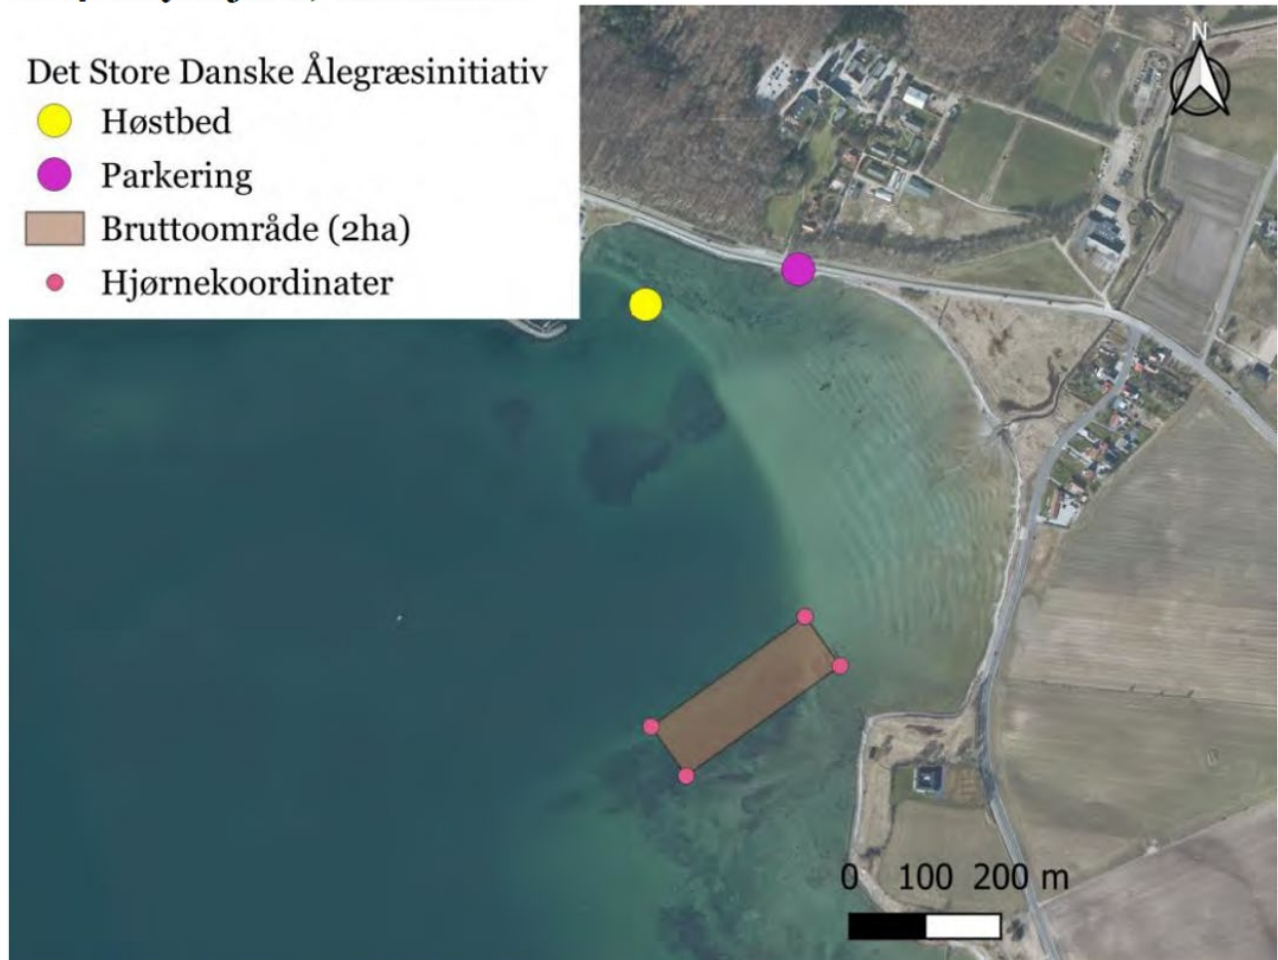 Det Store Danske Ålegræsinitiativ
Høstbed
Parkering
Bruttoområde (2ha)
Hjørnekoordinater
N
0 100 200 m